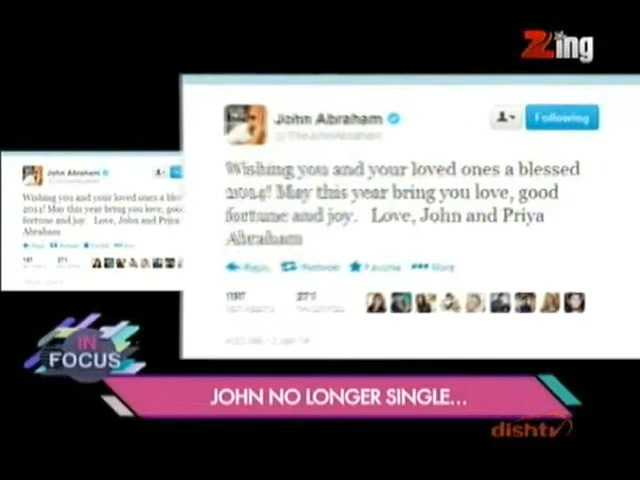 Zing
John Abraham
Following
Wishing you and your loved ones a blessed
2014! May this year bring you love, good
fortune and joy. Love, John and Priya
Abraham
Reply Retweet Favorite More
John Abraham
Wishing you and your loved ones a
2014! May this year bring you love,
fortune and joy. Love, John and Priya
Abraham
IN
FOCUS
JOHN NO LONGER SINGLE...
dishtv